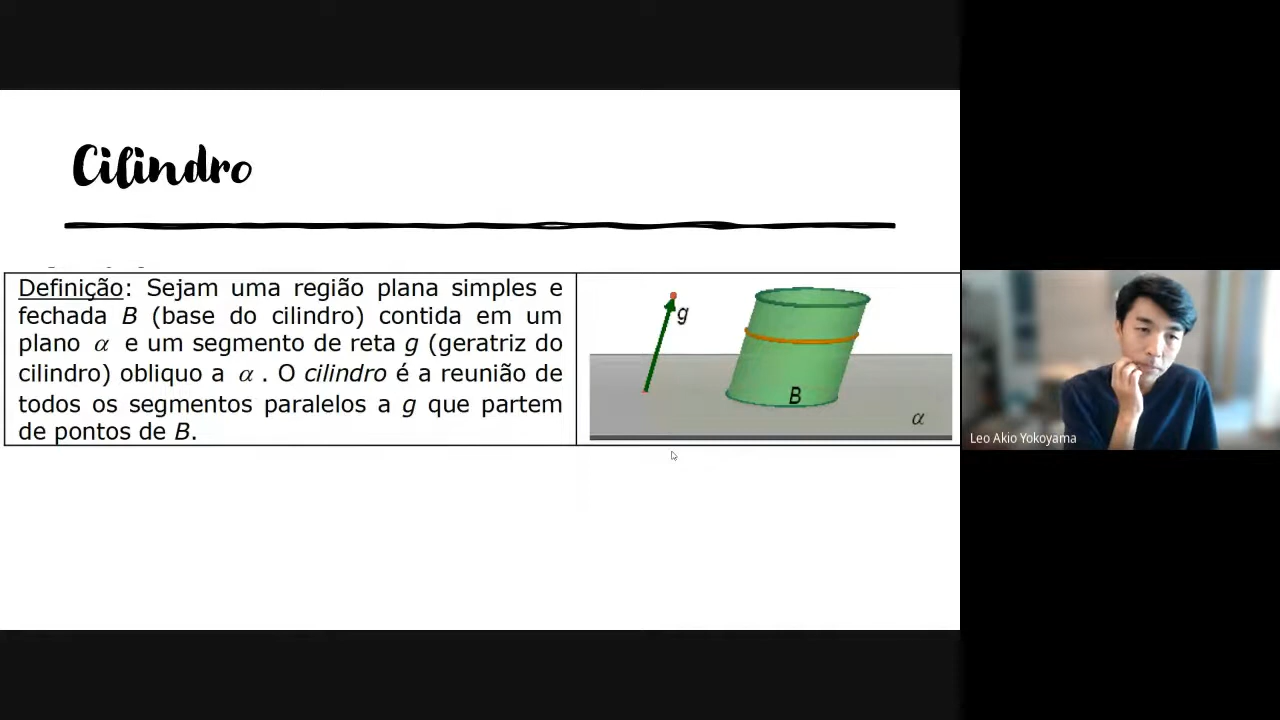 Cilindro
Definição: Sejam uma região plana simples e
fechada B (base do cilindro) contida em um
plano α e um segmento de reta g (geratriz do
cilindro) obliquo a α . O cilindro é a reunião de
todos os segmentos paralelos a g que partem
de pontos de B.
g
B
α
Leo Akio Yokoyama